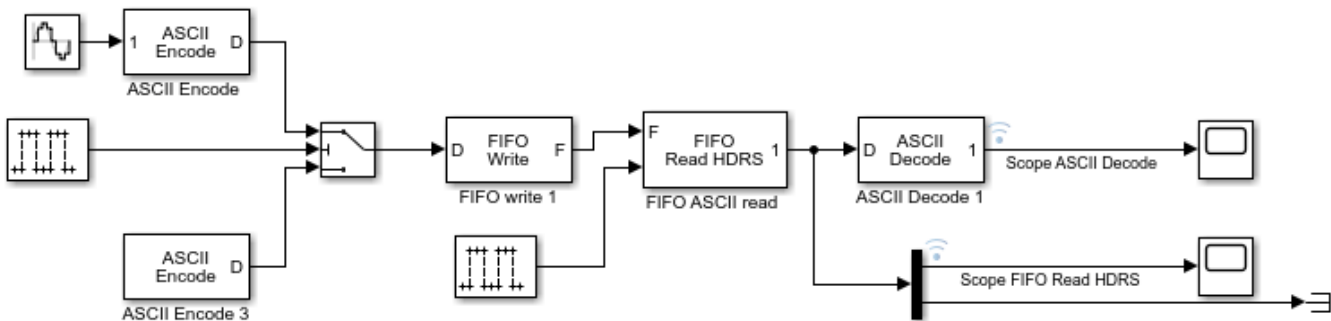 1 ASCII Encode D
ASCII Encode
D FIFO Write F
FIFO write 1
F FIFO Read HDRS 1
FIFO ASCII read
D ASCII Decode 1
ASCII Decode 1
Scope ASCII Decode
ASCII Encode D
ASCII Encode 3
Scope FIFO Read HDRS